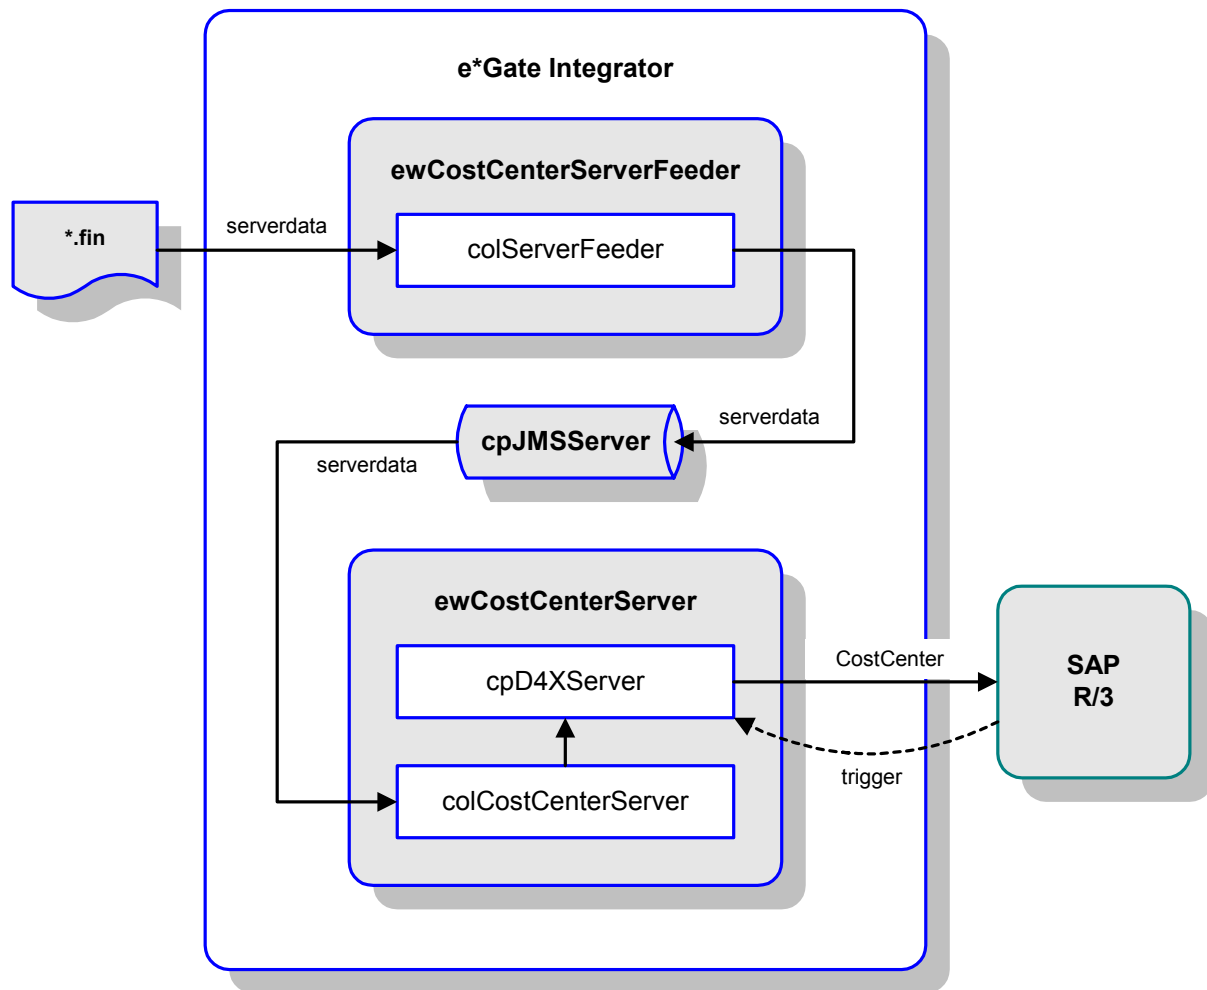 e*Gate Integrator
ewCostCenterServerFeeder
*.fin
serverdata
colServerFeeder
serverdata
cpJMSServer
serverdata
ewCostCenterServer
cpD4XServer
CostCenter
SAP
R/3
trigger
colCostCenterServer